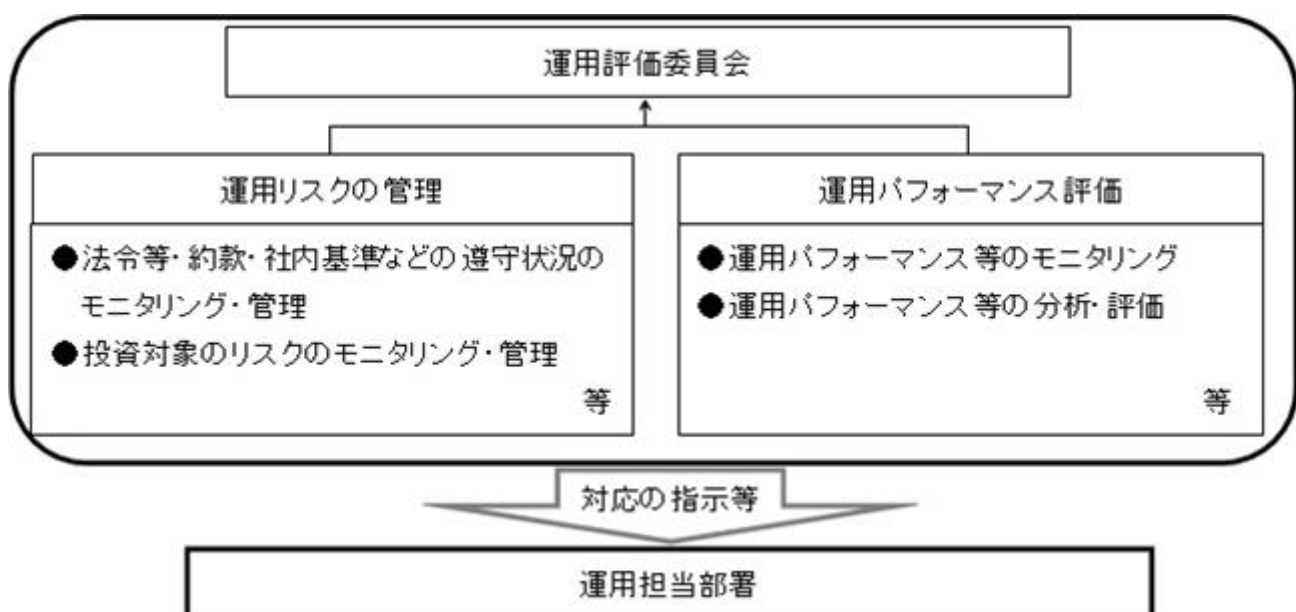 運用評価委員会
運用リスクの管理
●法令等・約款・社内基準などの遵守状況の
モニタリング・管理
●投資対象のリスクのモニタリング・管理
等
運用パフォーマンス評価
●運用パフォーマンス等のモニタリング
●運用パフォーマンス等の分析・評価
等
対応の指示等
運用担当部署